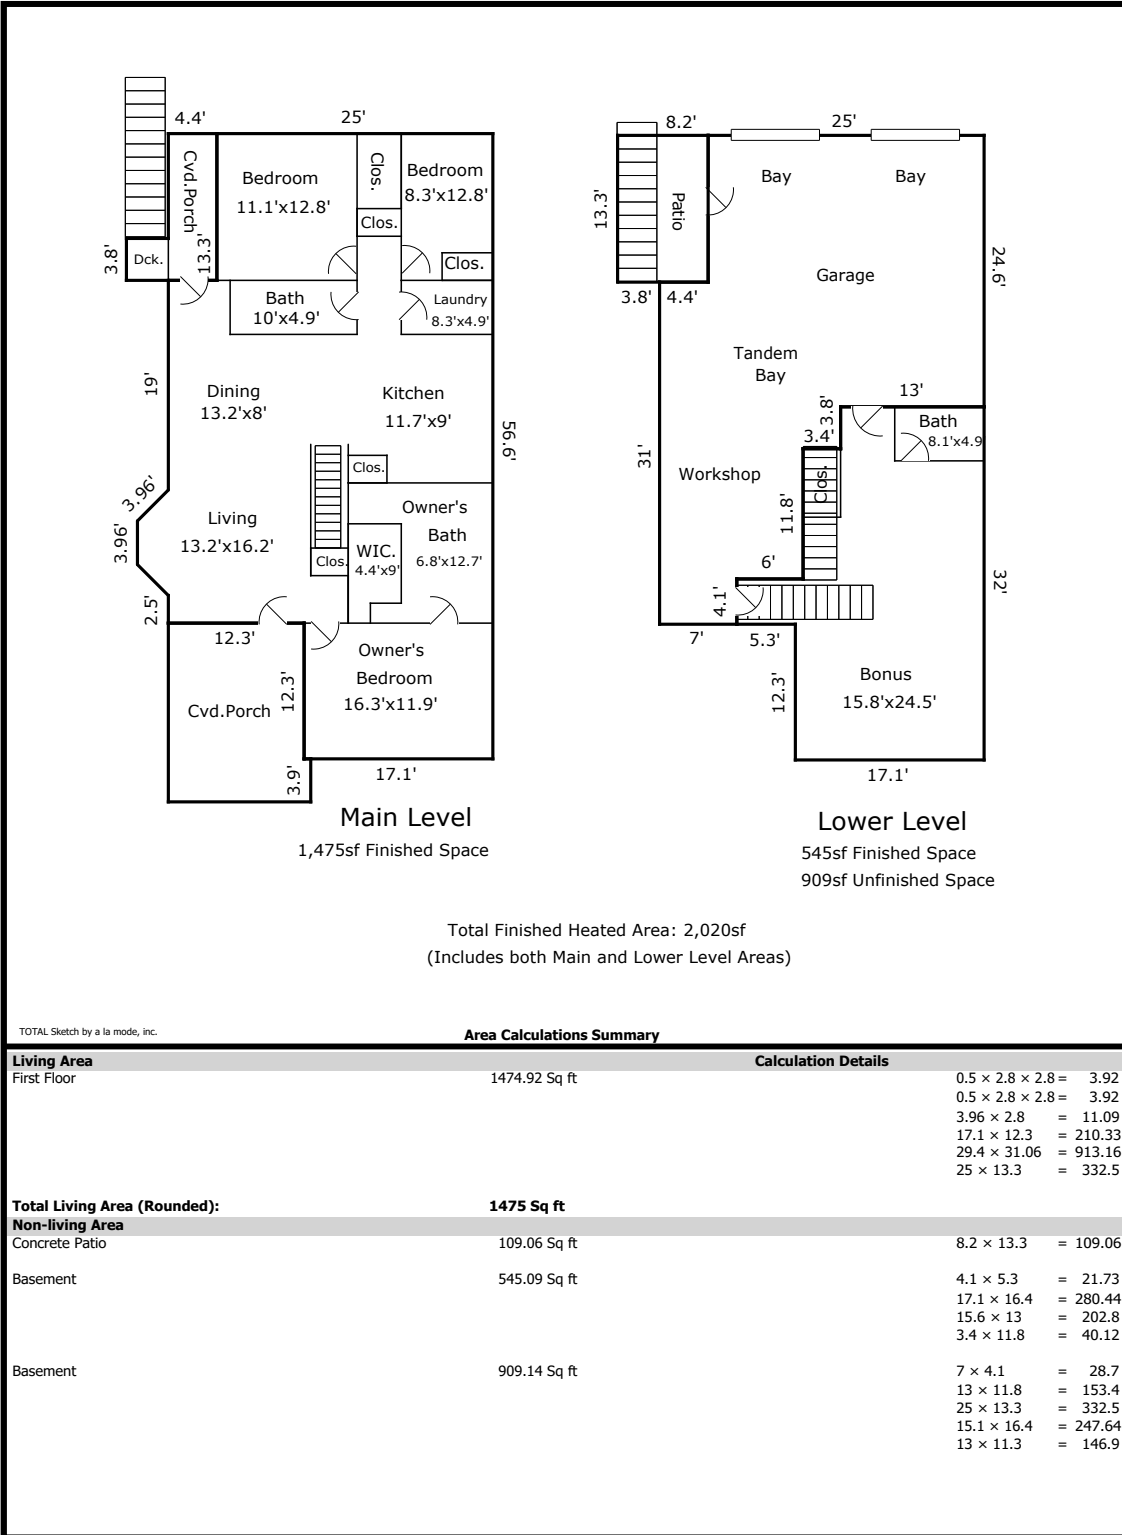 4.4'
25'
Cvd.Porch
Bedroom
11.1'x12.8'
Clos.
Bedroom
8.3'x12.8'
Clos.
3.8'
Dck.
13.3'
Clos.
Bath
10'x4.9'
Laundry
8.3'x4.9'
19'
Dining
13.2'x8'
Kitchen
11.7'x9'
56.6'
Clos.
3.96'
3.96'
2.5'
Living
13.2'x16.2'
Owner's
Bath
6.8'x12.7'
WIC.
4.4'x9'
Clos.
12.3'
Owner's
Bedroom
16.3'x11.9'
Cvd.Porch
12.3'
3.9'
17.1'
Main Level
1,475sf Finished Space
8.2'
25'
Bay
Bay
13.3'
Patio
Garage
24.6'
3.8'
4.4'
Tandem
Bay
13'
3.8'
Bath
8.1'x4.9
3.4'
31'
Workshop
Clos.
11.8'
6'
32'
4.1'
7'
5.3'
12.3'
Bonus
15.8'x24.5'
17.1'
Lower Level
545sf Finished Space
909sf Unfinished Space
Total Finished Heated Area: 2,020sf
(Includes both Main and Lower Level Areas)
TOTAL Sketch by a la mode, inc.
Area Calculations Summary
Living Area Calculation Details
First Floor 1474.92 Sq ft 0.5 × 2.8 × 2.8 = 3.92
0.5 × 2.8 × 2.8 = 3.92
3.96 × 2.8 = 11.09
17.1 × 12.3 = 210.33
29.4 × 31.06 = 913.16
25 × 13.3 = 332.5
Total Living Area (Rounded): 1475 Sq ft
Non-living Area
Concrete Patio 109.06 Sq ft 8.2 × 13.3 = 109.06
Basement 545.09 Sq ft 4.1 × 5.3 = 21.73
17.1 × 16.4 = 280.44
15.6 × 13 = 202.8
3.4 × 11.8 = 40.12
Basement 909.14 Sq ft 7 × 4.1 = 28.7
13 × 11.8 = 153.4
25 × 13.3 = 332.5
15.1 × 16.4 = 247.64
13 × 11.3 = 146.9